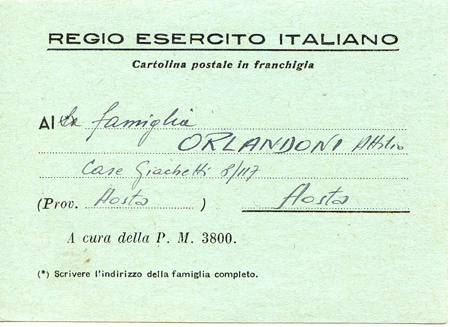 REGIO ESERCITO ITALIANO
Cartolina postale in franchigia
Alla famiglia
ORLANDONI Attilio
Case Giachetti 8/117
(Prov. Aosta ) Aosta
A cura della P. M. 3800.
(*) Scrivere l'indirizzo della famiglia completo.